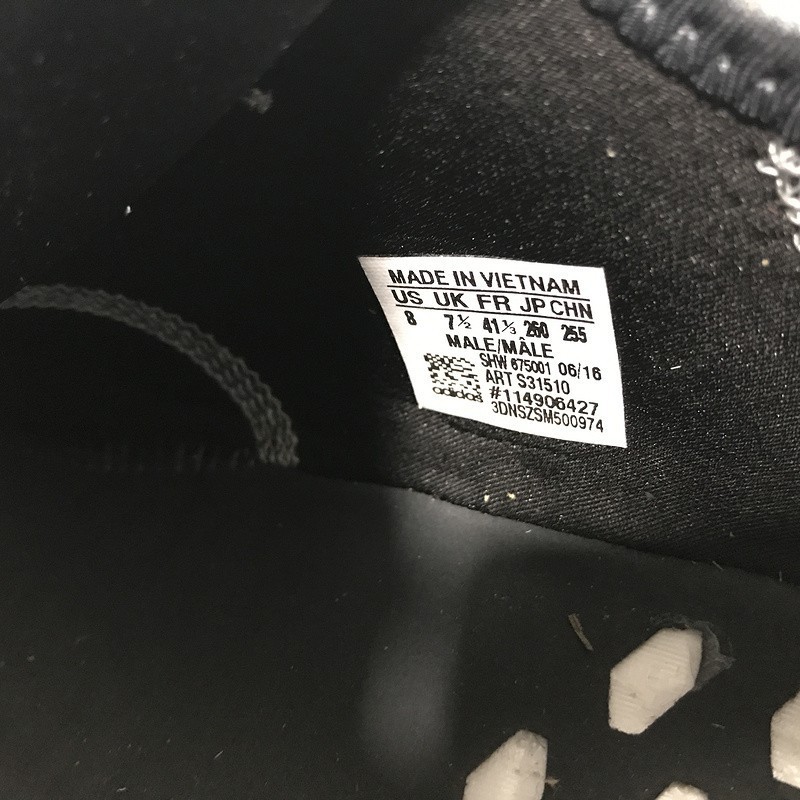 MADE IN VIETNAM
US UK FR JP CHN
8 7½ 41⅓ 260 255
MALE/MÂLE
SHW 675001 06/16
ART S31510
adidas #114906427
3DNSZSM500974